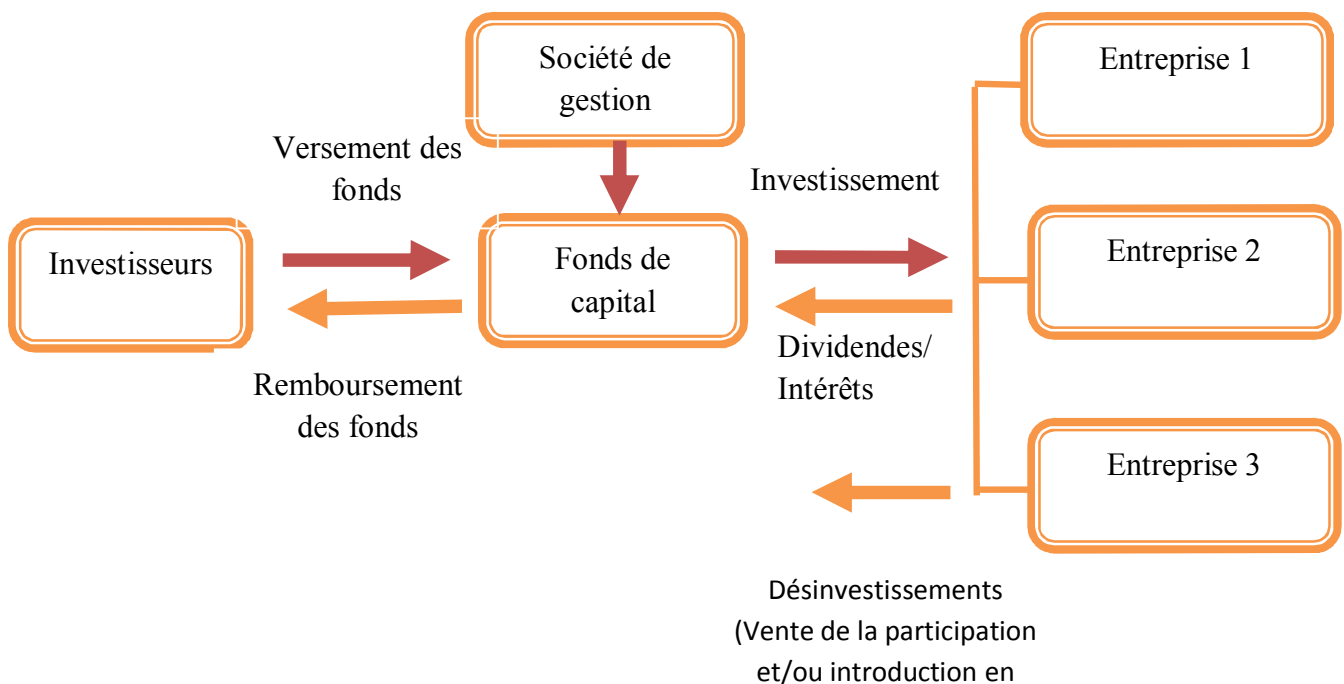 Société de
gestion
Entreprise 1
Versement des
fonds
Investissement
Investisseurs
Fonds de
capital
Entreprise 2
Dividendes/
Intérêts
Remboursement
des fonds
Entreprise 3
Désinvestissements
(Vente de la participation
et/ou introduction en